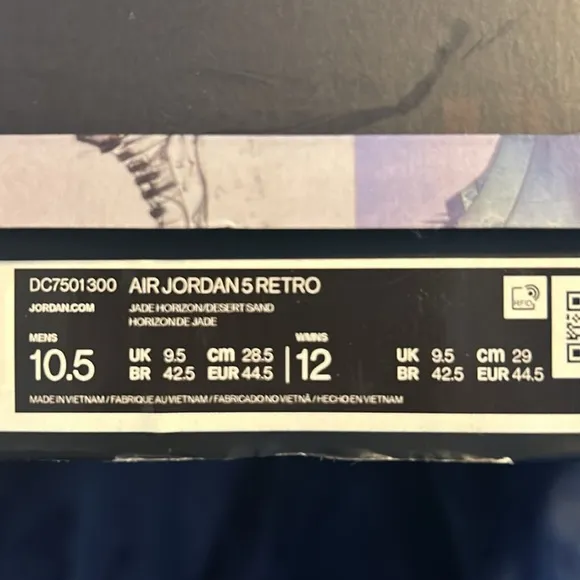 DC7501300 AIR JORDAN 5 RETRO
JORDAN.COM JADE HORIZON/DESERT SAND
HORIZON DE JADE
MENS WMNS
10.5 UK 9.5 cm 28.5 12 UK 9.5 cm 29
BR 42.5 EUR 44.5 BR 42.5 EUR 44.5
MADE IN VIETNAM / FABRIQUE AU VIETNAM / FABRICADO NO VIETNÃ / HECHO EN VIETNAM
RFID